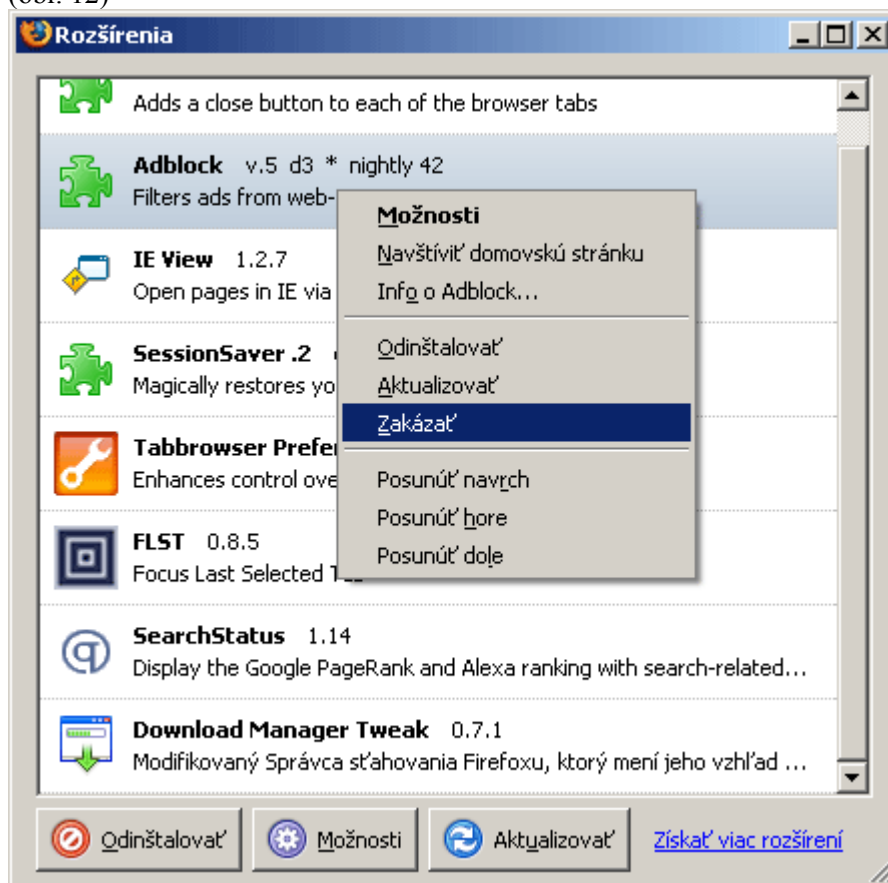 (obr. 12)
Rozšírenia
Adds a close button to each of the browser tabs
Adblock v.5 d3 * nightly 42
Filters ads from web-
Možnosti
Navštíviť domovskú stránku
Info o Adblock...
Odinštalovať
Aktualizovať
Zakázať
Posunúť navrch
Posunúť hore
Posunúť dole
IE View 1.2.7
Open pages in IE via
SessionSaver .2
Magically restores yo
Tabbrowser Prefe
Enhances control ove
FLST 0.8.5
Focus Last Selected
SearchStatus 1.14
Display the Google PageRank and Alexa ranking with search-related...
Download Manager Tweak 0.7.1
Modifikovaný Správca sťahovania Firefoxu, ktorý mení jeho vzhľad ...
Odinštalovať Možnosti Aktualizovať Získať viac rozšírení